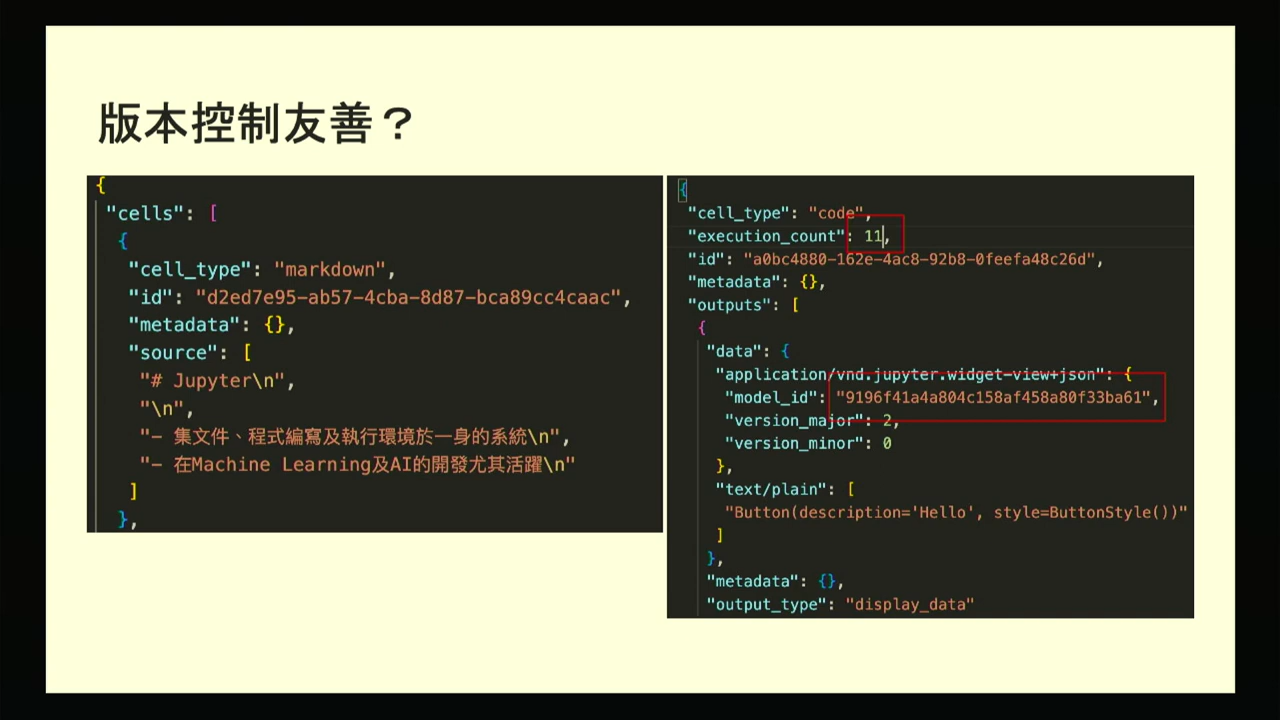 版本控制友善？
{
"cells": [
{
"cell_type": "markdown",
"id": "d2ed7e95-ab57-4cba-8d87-bca89cc4caac",
"metadata": {},
"source": [
"# Jupyter\n",
"\n",
"- 集文件、程式編寫及執行環境於一身的系統\n",
"- 在Machine Learning及AI的開發尤其活躍\n"
]
},
{
"cell_type": "code",
"execution_count": 11,
"id": "a0bc4880-162e-4ac8-92b8-0feefa48c26d",
"metadata": {},
"outputs": [
{
"data": {
"application/vnd.jupyter.widget-view+json": {
"model_id": "9196f41a4a804c158af458a80f33ba61",
"version_major": 2,
"version_minor": 0
},
"text/plain": [
"Button(description='Hello', style=ButtonStyle())"
]
},
"metadata": {},
"output_type": "display_data"